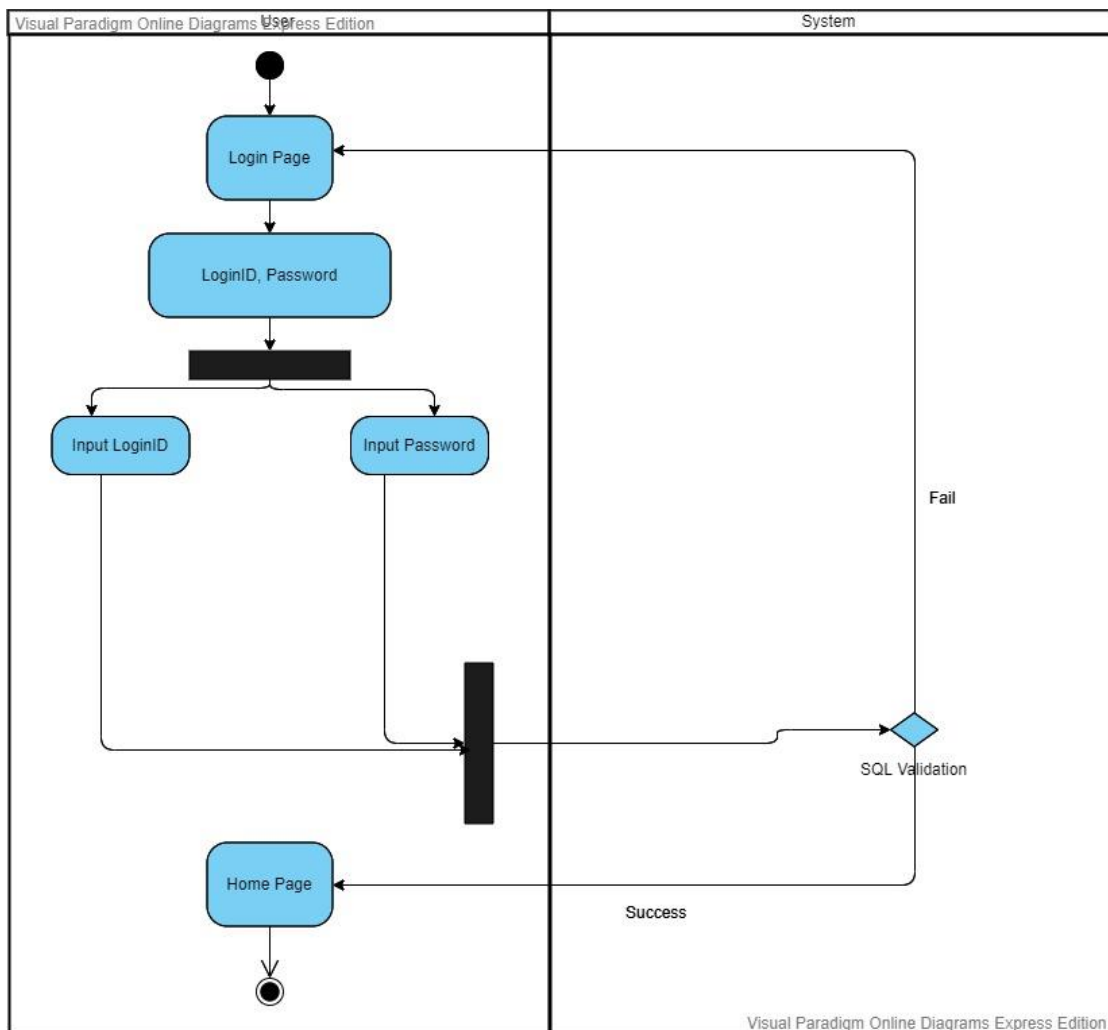 Visual Paradigm Online Diagrams Express Edition
User
System
Login Page
LoginID, Password
Input LoginID
Input Password
Fail
SQL Validation
Home Page
Success
Visual Paradigm Online Diagrams Express Edition